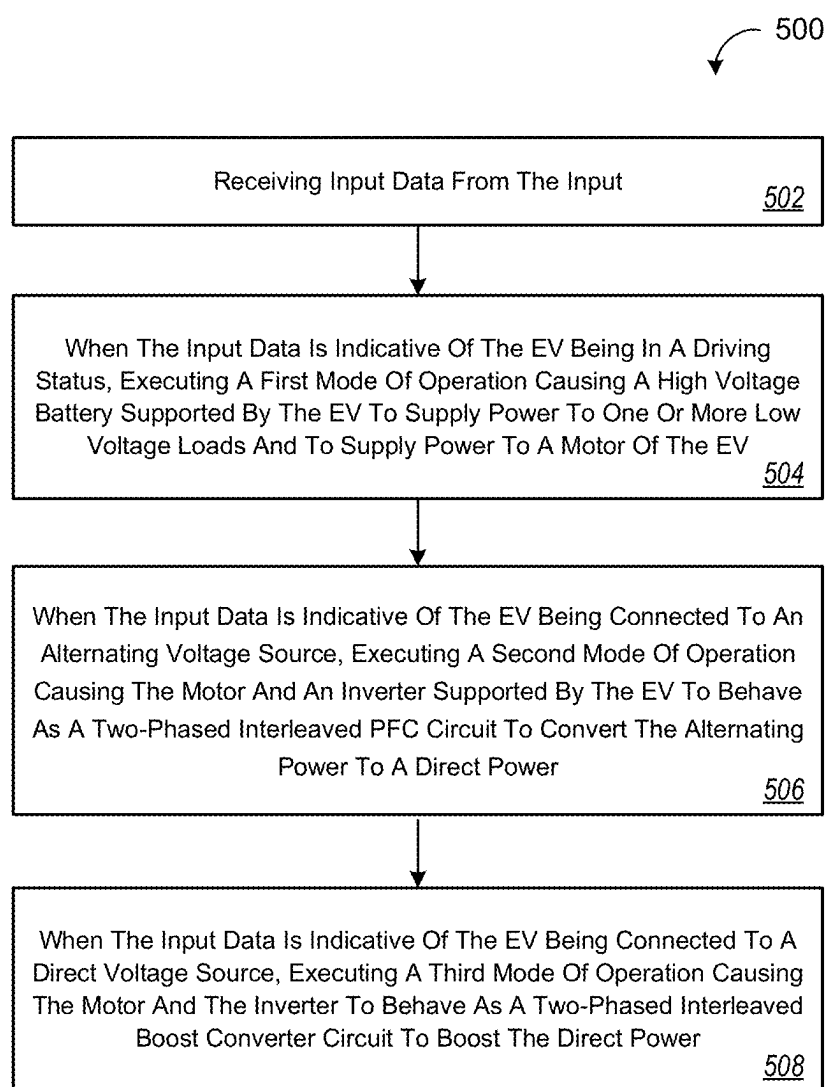 500
Receiving Input Data From The Input
502
When The Input Data Is Indicative Of The EV Being In A Driving
Status, Executing A First Mode Of Operation Causing A High Voltage
Battery Supported By The EV To Supply Power To One Or More Low
Voltage Loads And To Supply Power To A Motor Of The EV
504
When The Input Data Is Indicative Of The EV Being Connected To An
Alternating Voltage Source, Executing A Second Mode Of Operation
Causing The Motor And An Inverter Supported By The EV To Behave
As A Two-Phased Interleaved PFC Circuit To Convert The Alternating
Power To A Direct Power
506
When The Input Data Is Indicative Of The EV Being Connected To A
Direct Voltage Source, Executing A Third Mode Of Operation Causing
The Motor And The Inverter To Behave As A Two-Phased Interleaved
Boost Converter Circuit To Boost The Direct Power
508